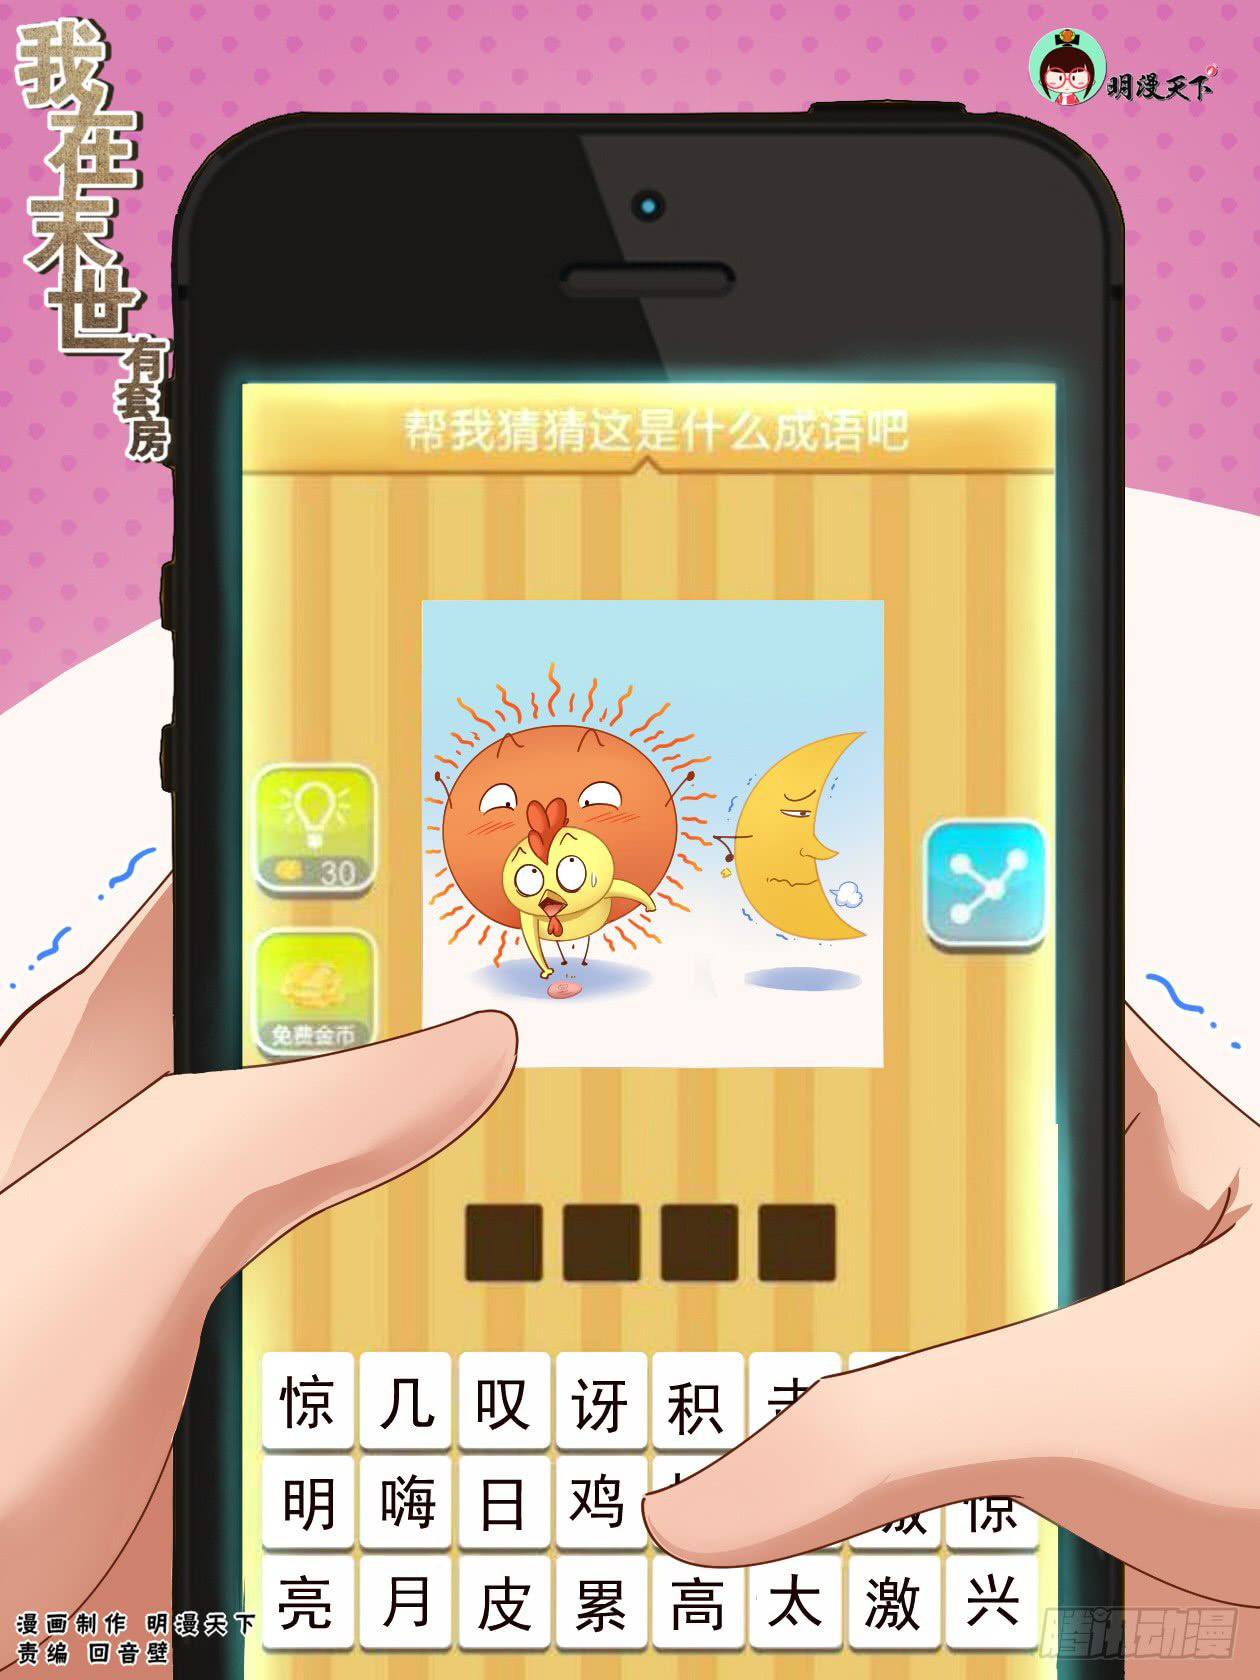 我在末世
有套房
明漫天下
帮我猜猜这是什么成语吧
30
免费金币
惊 几 叹 讶 积
明 嗨 日 鸡 激 惊
亮 月 皮 累 高 太 激 兴
漫画制作 明漫天下
责编 回音壁
腾讯动漫